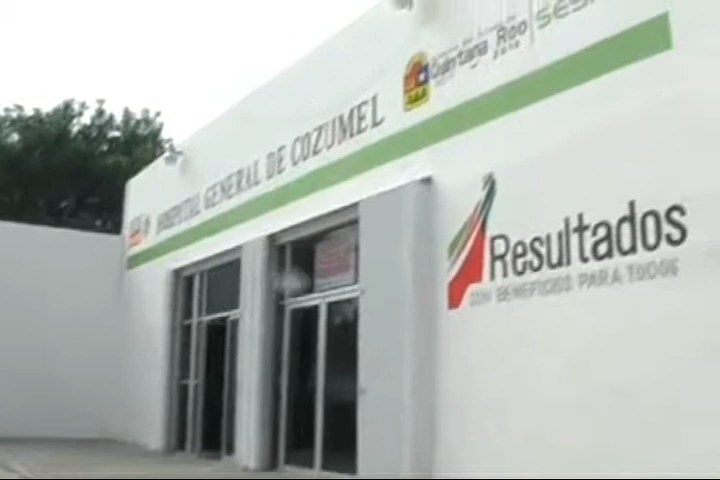 HOSPITAL GENERAL DE COZUMEL
Quintana Roo
Resultados
CON BENEFICIOS PARA TODOS